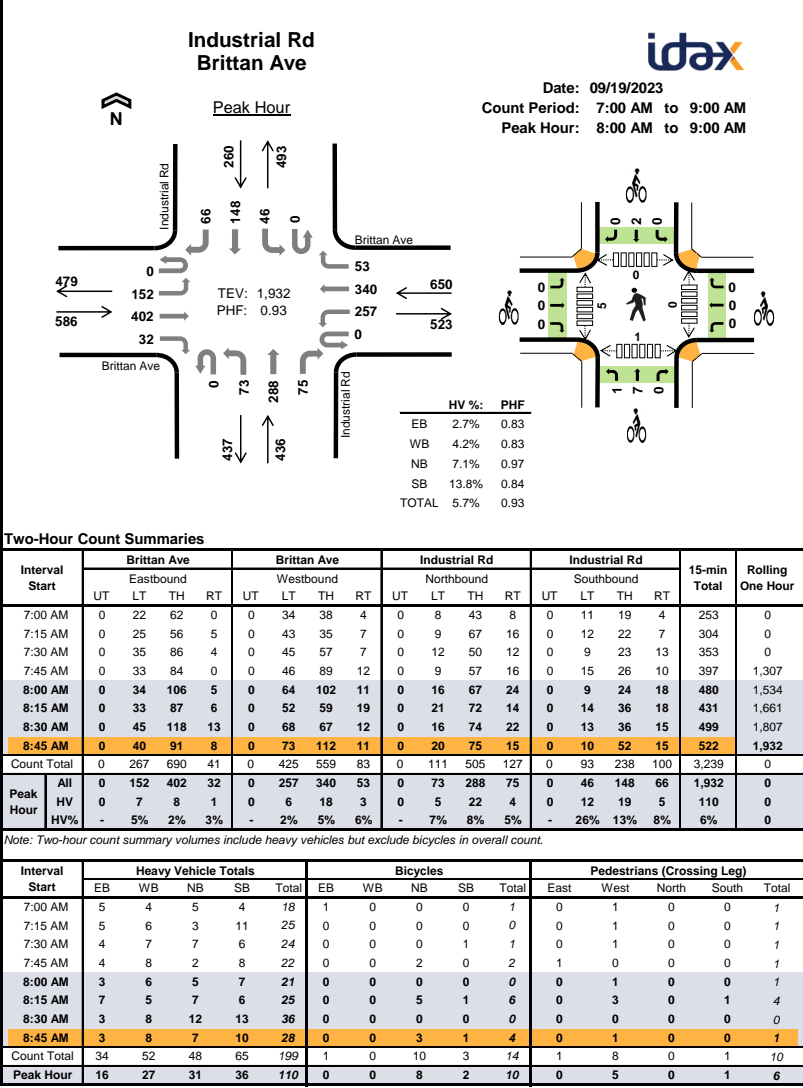 Industrial Rd
Brittan Ave
idax
Date: 09/19/2023
Count Period: 7:00 AM to 9:00 AM
Peak Hour: 8:00 AM to 9:00 AM
N
Peak Hour
260
493
Industrial Rd
66 148 46 0
Brittan Ave
0
152
402
32
479
586
TEV: 1,932
PHF: 0.93
53
340
257
0
650
523
Brittan Ave
0 73 288 75
Industrial Rd
437
436
0 2 0
0
0
0
0
5
0
0
0
0
1
1 7 0
HV %: PHF
EB 2.7% 0.83
WB 4.2% 0.83
NB 7.1% 0.97
SB 13.8% 0.84
TOTAL 5.7% 0.93
Two-Hour Count Summaries
Interval Start Brittan Ave Brittan Ave Industrial Rd Industrial Rd 15-min Total Rolling One Hour
Eastbound Westbound Northbound Southbound
UT LT TH RT UT LT TH RT UT LT TH RT UT LT TH RT
7:00 AM 0 22 62 0 0 34 38 4 0 8 43 8 0 11 19 4 253 0
7:15 AM 0 25 56 5 0 43 35 7 0 9 67 16 0 12 22 7 304 0
7:30 AM 0 35 86 4 0 45 57 7 0 12 50 12 0 9 23 13 353 0
7:45 AM 0 33 84 0 0 46 89 12 0 9 57 16 0 15 26 10 397 1,307
8:00 AM 0 34 106 5 0 64 102 11 0 16 67 24 0 9 24 18 480 1,534
8:15 AM 0 33 87 6 0 52 59 19 0 21 72 14 0 14 36 18 431 1,661
8:30 AM 0 45 118 13 0 68 67 12 0 16 74 22 0 13 36 15 499 1,807
8:45 AM 0 40 91 8 0 73 112 11 0 20 75 15 0 10 52 15 522 1,932
Count Total 0 267 690 41 0 425 559 83 0 111 505 127 0 93 238 100 3,239 0
Peak Hour All 0 152 402 32 0 257 340 53 0 73 288 75 0 46 148 66 1,932 0
HV 0 7 8 1 0 6 18 3 0 5 22 4 0 12 19 5 110 0
HV% - 5% 2% 3% - 2% 5% 6% - 7% 8% 5% - 26% 13% 8% 6% 0
Note: Two-hour count summary volumes include heavy vehicles but exclude bicycles in overall count.
Interval Start Heavy Vehicle Totals Bicycles Pedestrians (Crossing Leg)
EB WB NB SB Total EB WB NB SB Total East West North South Total
7:00 AM 5 4 5 4 18 1 0 0 0 1 0 1 0 0 1
7:15 AM 5 6 3 11 25 0 0 0 0 0 0 1 0 0 1
7:30 AM 4 7 7 6 24 0 0 0 1 1 0 1 0 0 1
7:45 AM 4 8 2 8 22 0 0 2 0 2 1 0 0 0 1
8:00 AM 3 6 5 7 21 0 0 0 0 0 0 1 0 0 1
8:15 AM 7 5 7 6 25 0 0 5 1 6 0 3 0 1 4
8:30 AM 3 8 12 13 36 0 0 0 0 0 0 0 0 0 0
8:45 AM 3 8 7 10 28 0 0 3 1 4 0 1 0 0 1
Count Total 34 52 48 65 199 1 0 10 3 14 1 8 0 1 10
Peak Hour 16 27 31 36 110 0 0 8 2 10 0 5 0 1 6